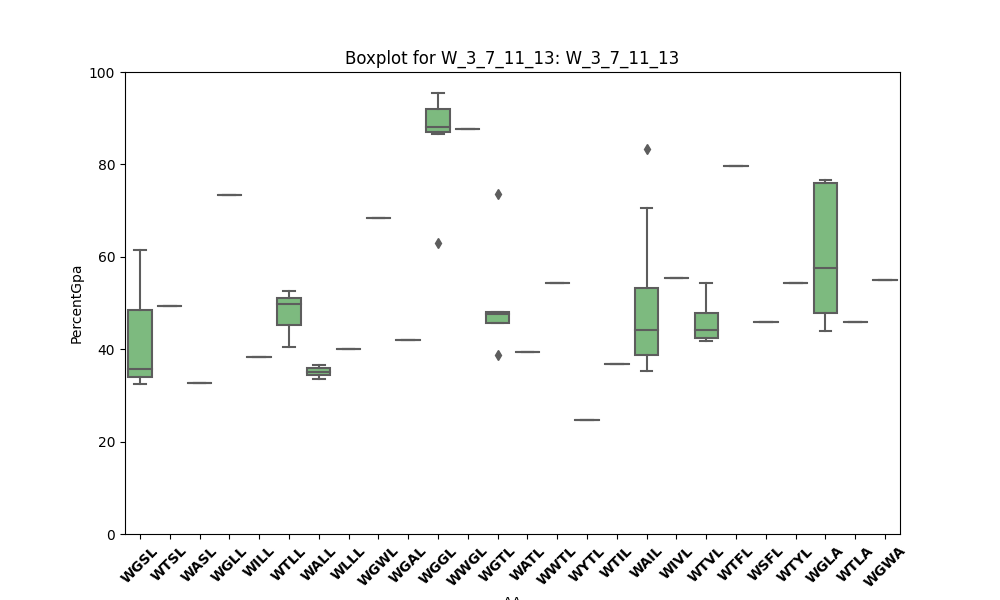 Boxplot for W_3_7_11_13: W_3_7_11_13
PercentGpa
100
80
60
40
20
0
WGSL WTSL WASL WGLL WILL WTLL WALL WLLL WGWL WGAL WGGL WWGL WGTL WATL WWTL WYTL WTIL WAIL WIVL WTVL WTFL WSFL WTYL WGLA WTLA WGWA
AA